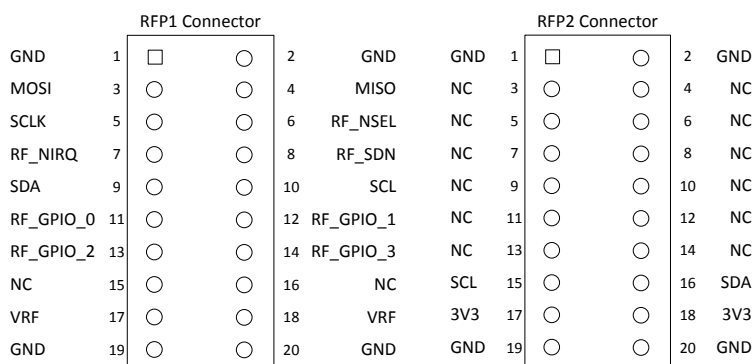 RFP1 Connector RFP2 Connector
GND 1 2 GND GND 1 2 GND
MOSI 3 4 MISO NC 3 4 NC
SCLK 5 6 RF_NSEL NC 5 6 NC
RF_NIRQ 7 8 RF_SDN NC 7 8 NC
SDA 9 10 SCL NC 9 10 NC
RF_GPIO_0 11 12 RF_GPIO_1 NC 11 12 NC
RF_GPIO_2 13 14 RF_GPIO_3 NC 13 14 NC
NC 15 16 NC SCL 15 16 SDA
VRF 17 18 VRF 3V3 17 18 3V3
GND 19 20 GND GND 19 20 GND